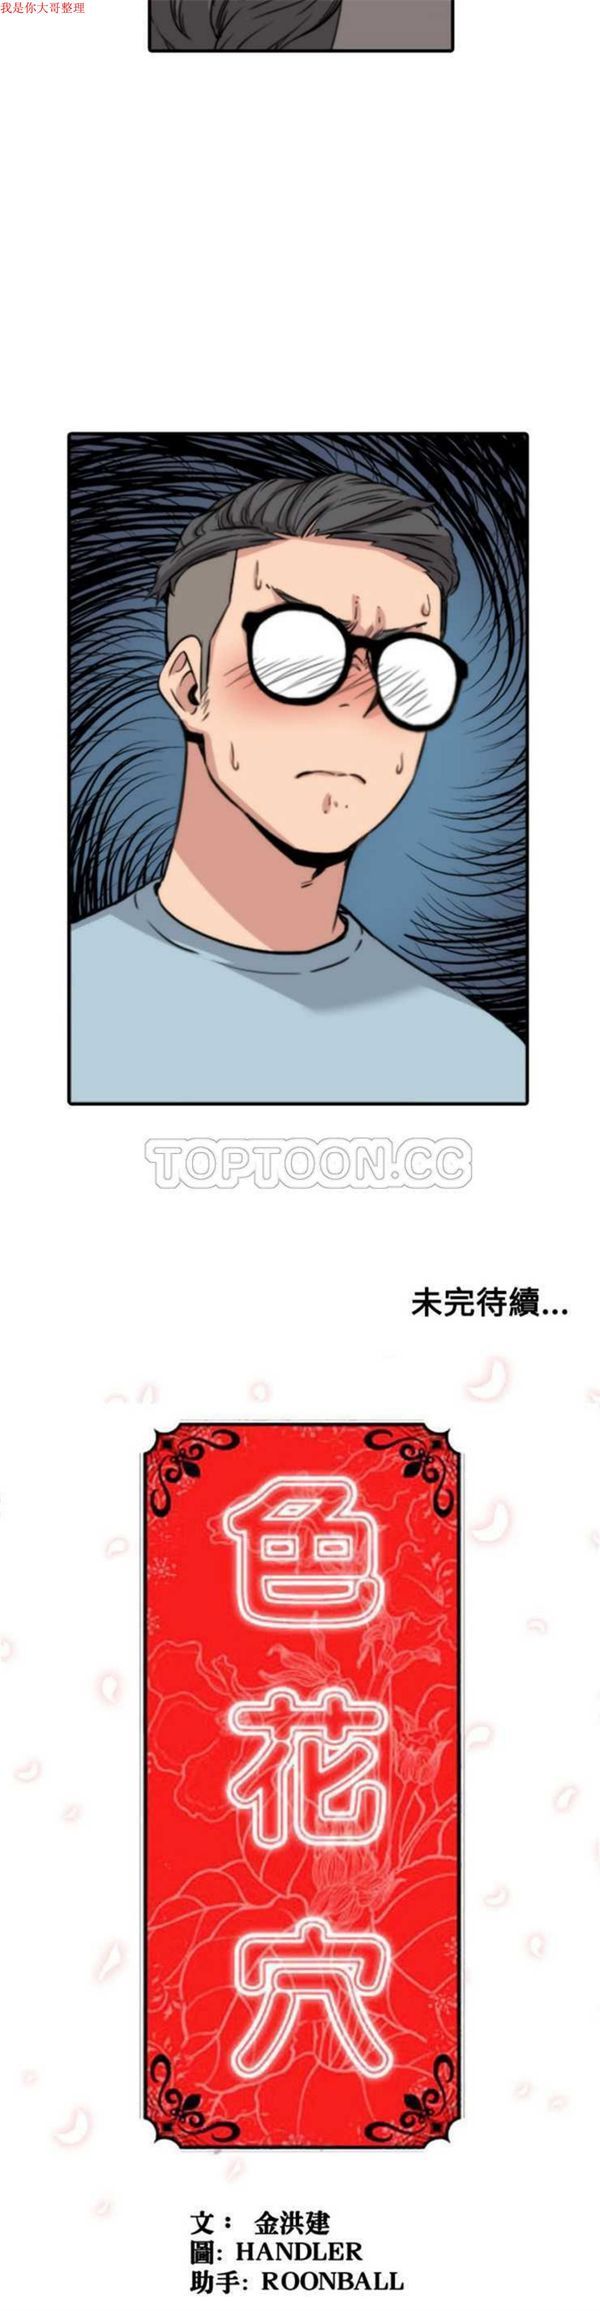 我是你大哥整理
TOPTOON.CC
未完待續...
色
花
穴
文： 金洪建
圖: HANDLER
助手: ROONBALL